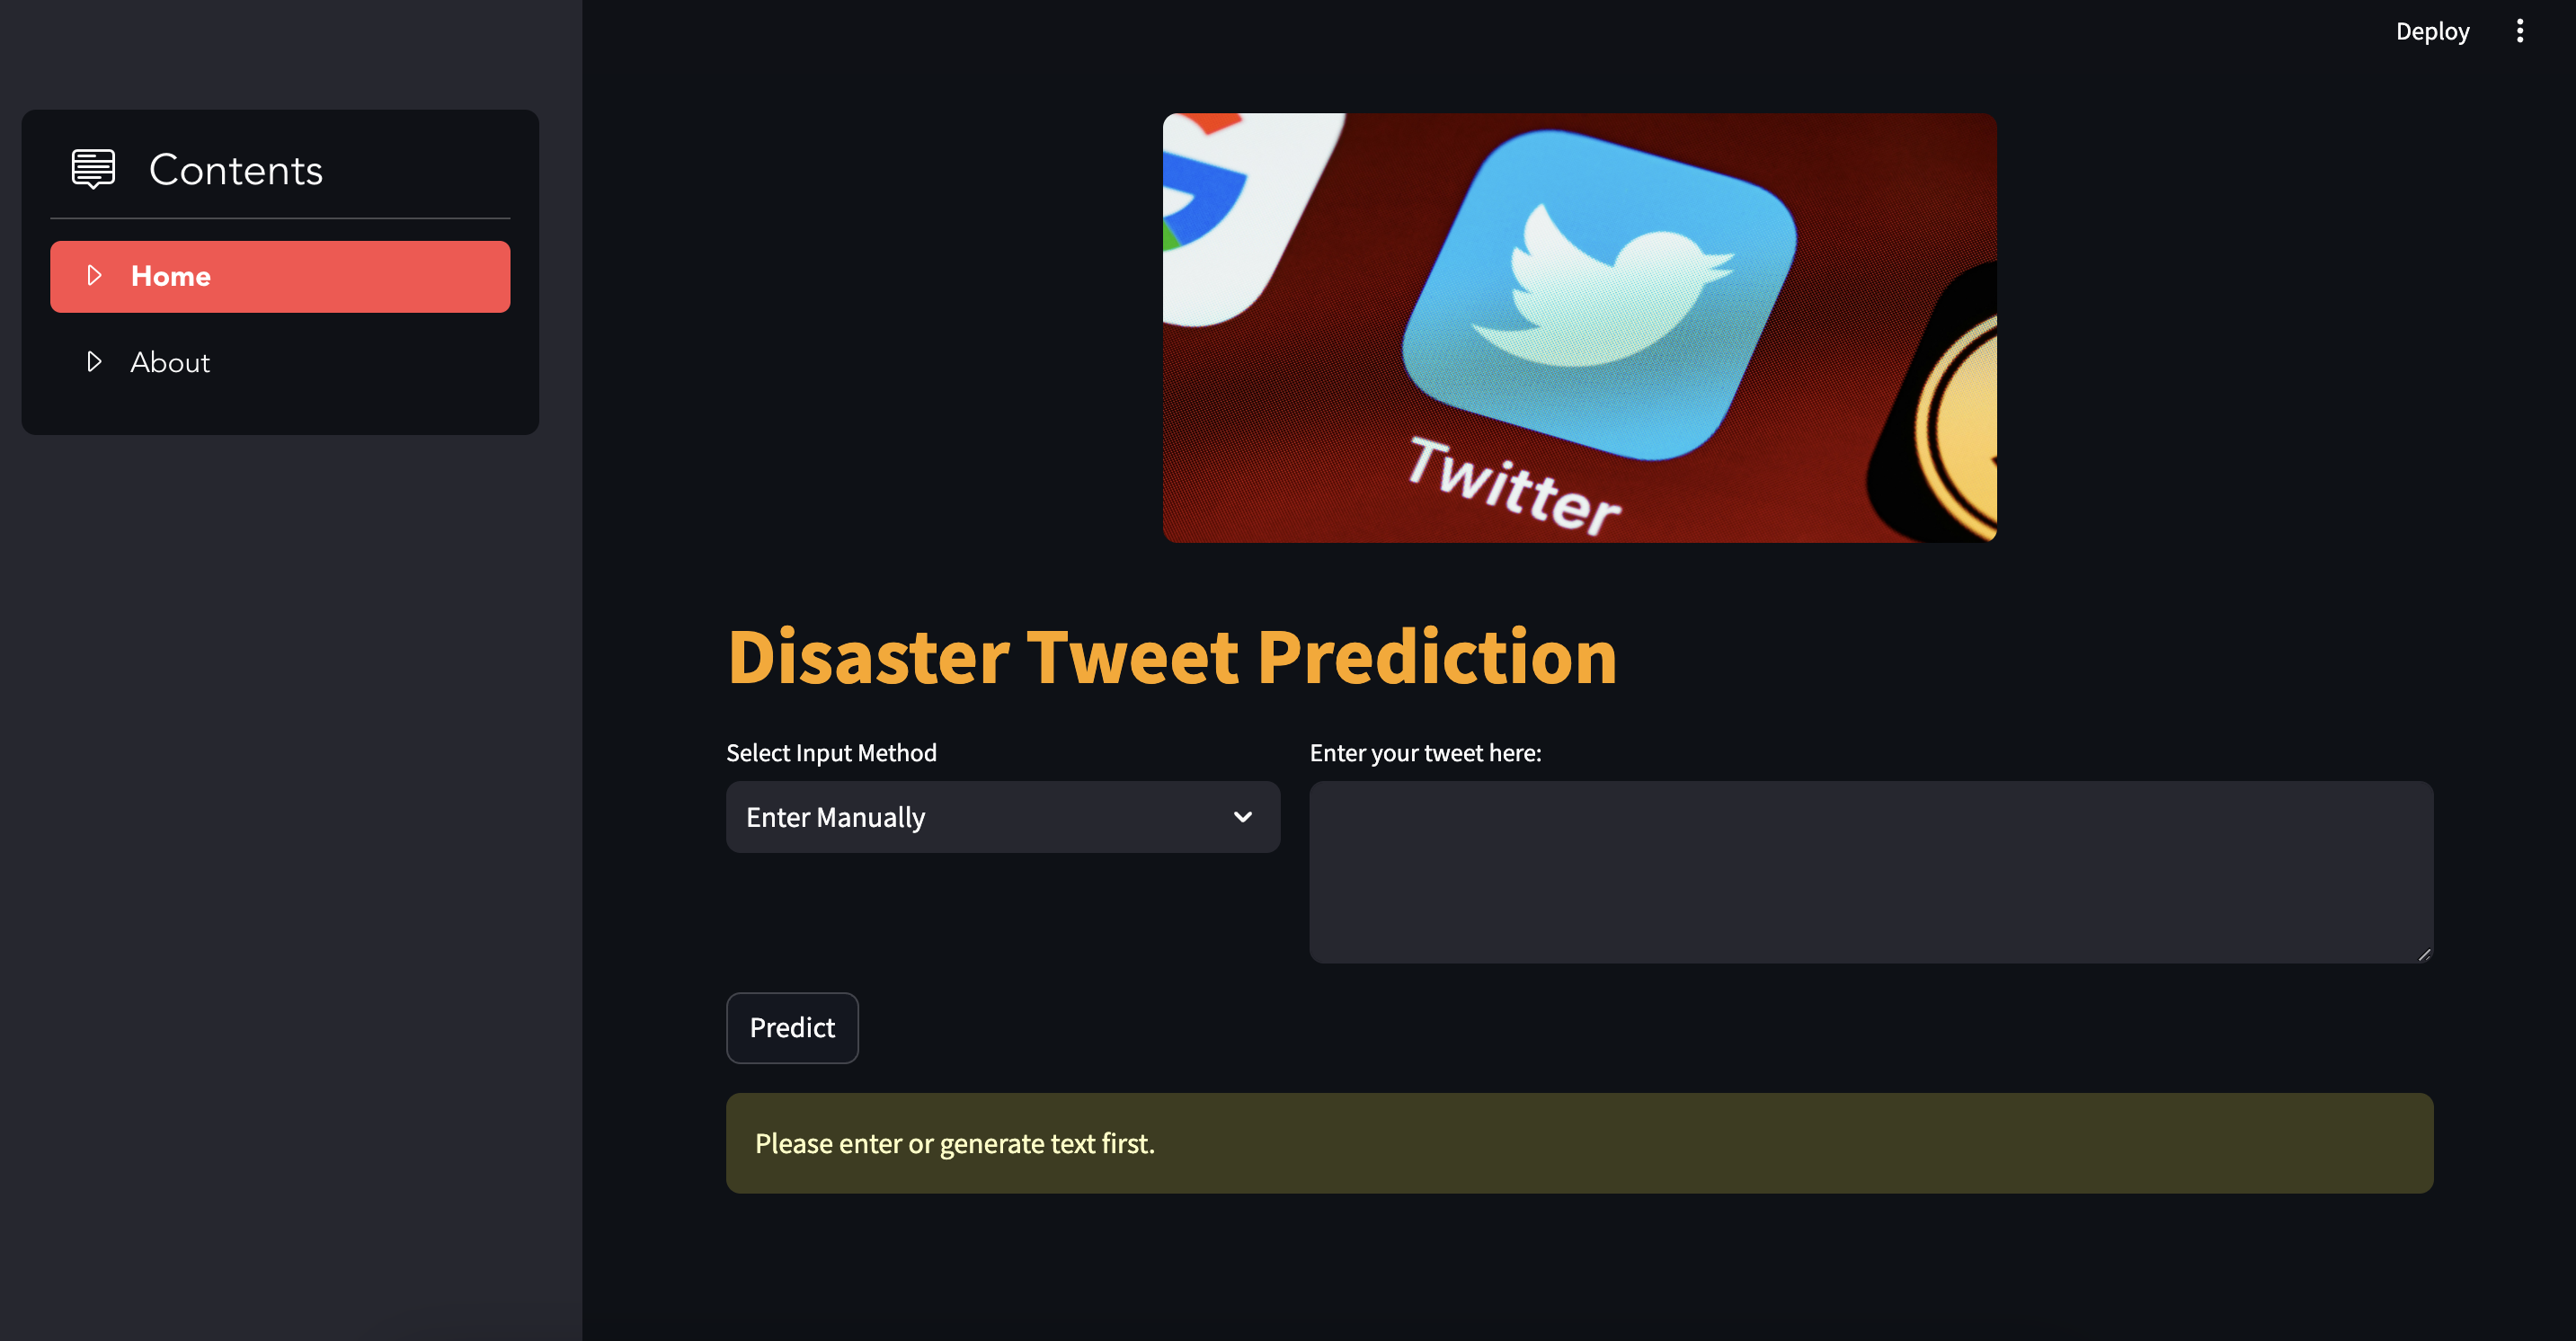 Deploy
Contents
Home
About
Twitter
Disaster Tweet Prediction
Select Input Method
Enter your tweet here:
Enter Manually
Predict
Please enter or generate text first.